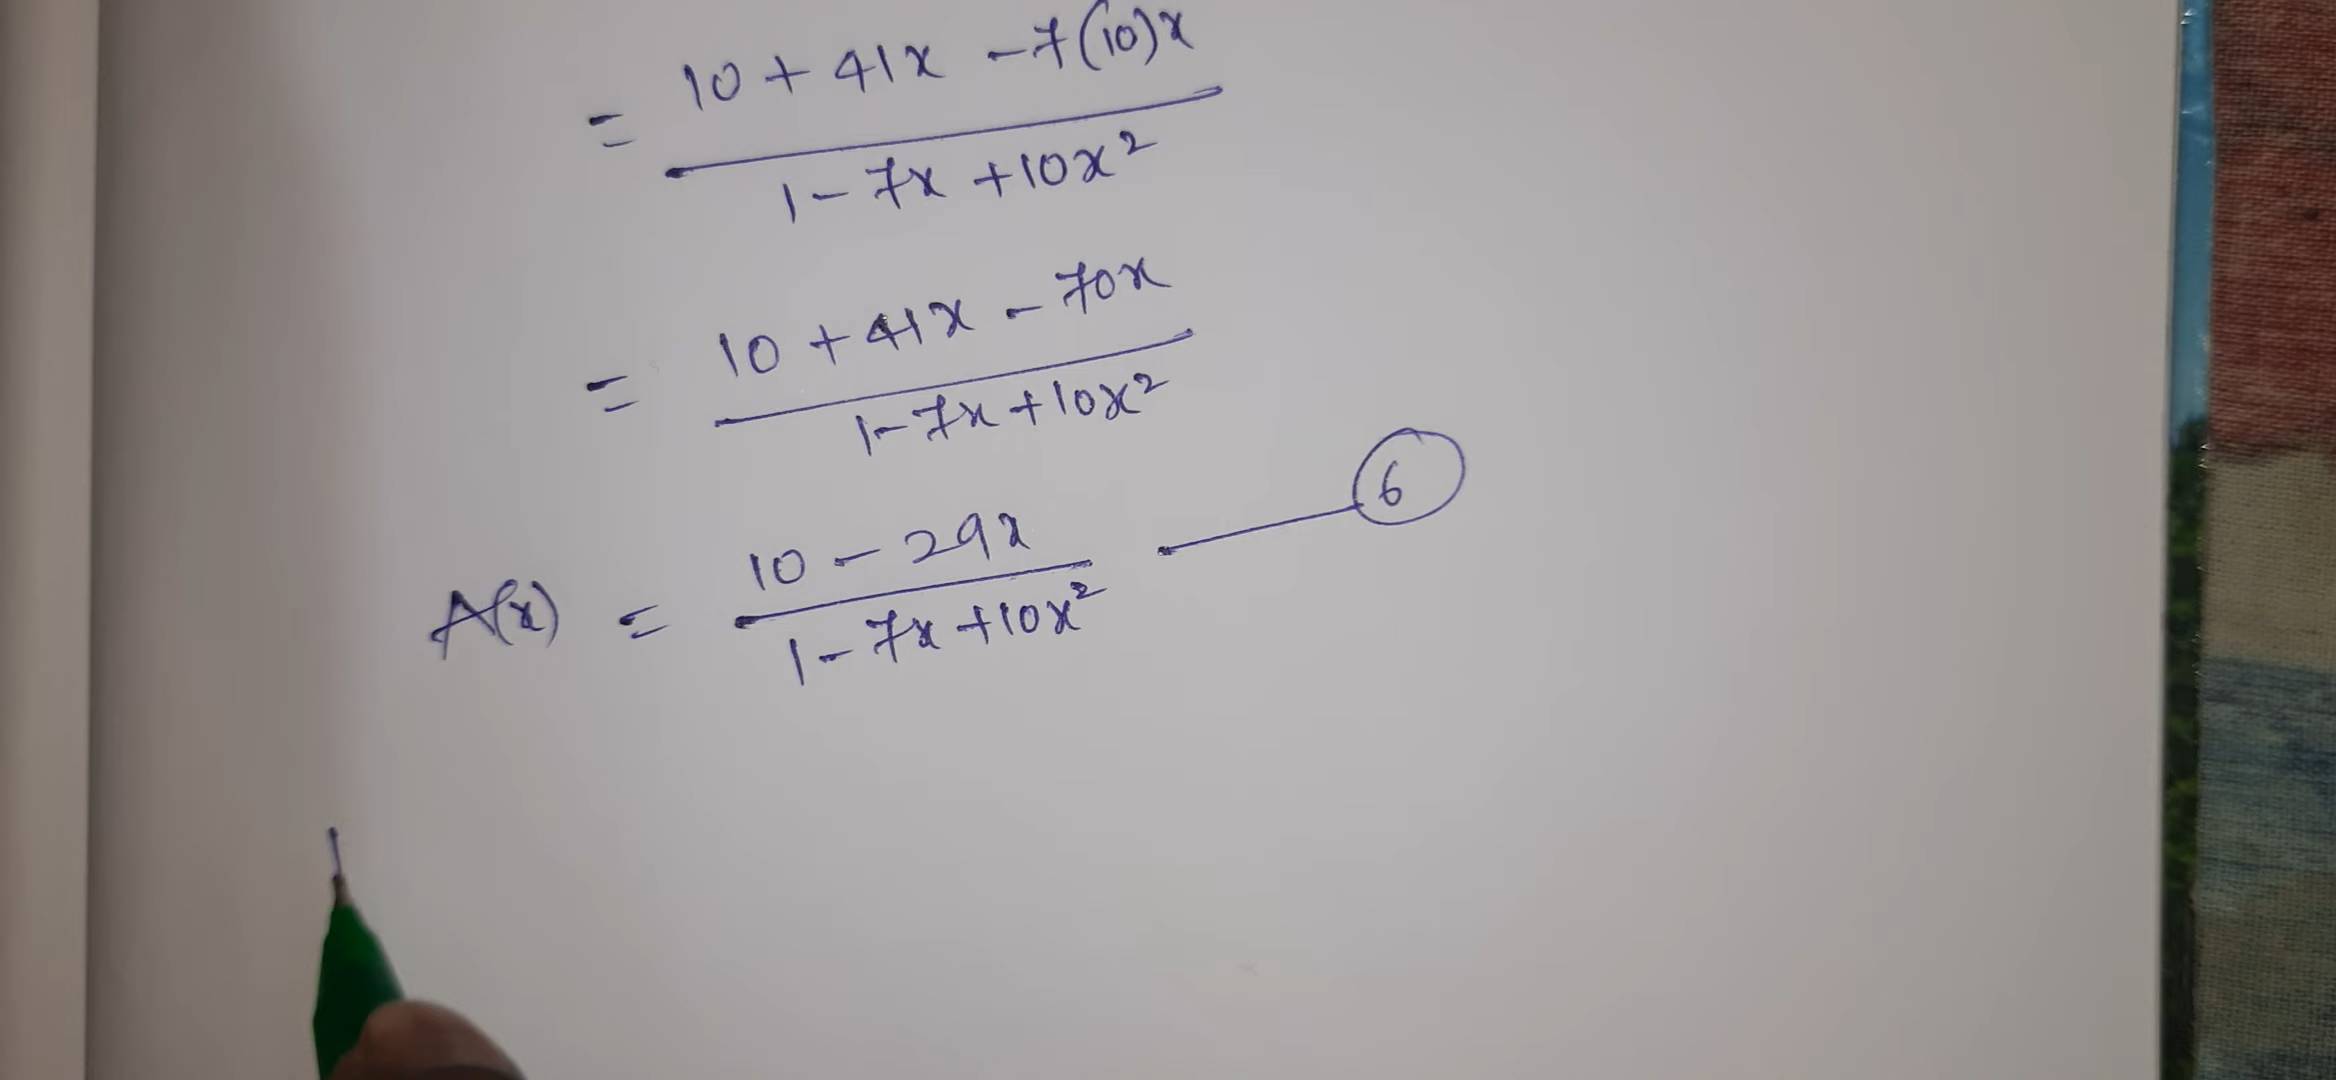 = (10 + 41x - 7(10)x) / (1 - 7x + 10x²)
= (10 + 41x - 70x) / (1 - 7x + 10x²)
A(x) = (10 - 29x) / (1 - 7x + 10x²) — 6